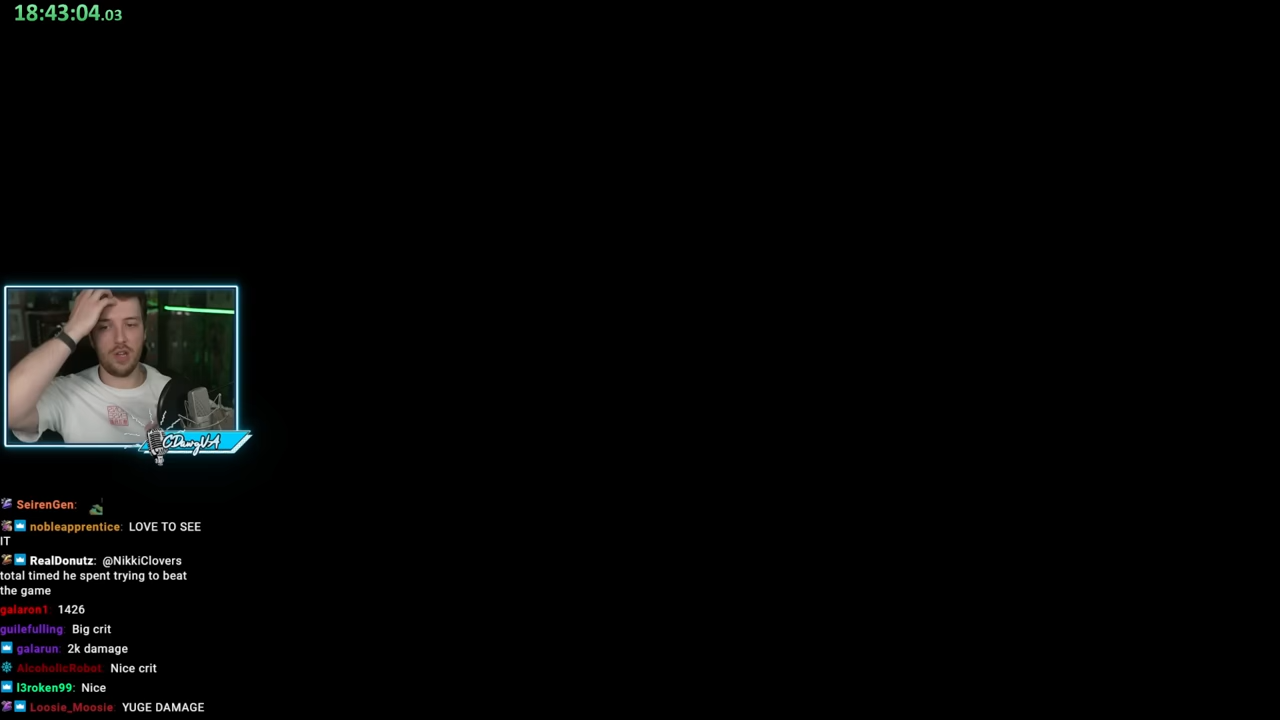 18:43:04.03
CDawgVA
SeirenGen:
nobleapprentice: LOVE TO SEE
IT
RealDonutz: @NikkiClovers
total timed he spent trying to beat
the game
galaron1: 1426
guilefulling: Big crit
galarun: 2k damage
AlcoholicRobot: Nice crit
l3roken99: Nice
Loosie_Moosie: YUGE DAMAGE